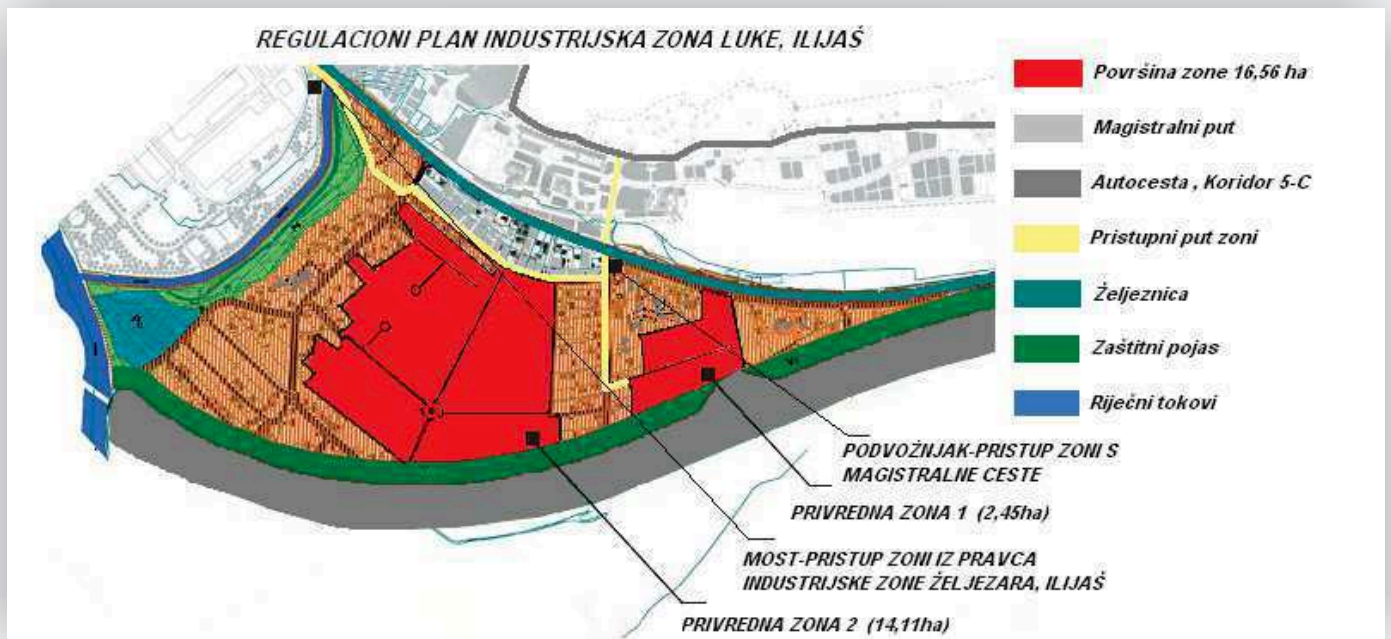 REGULACIONI PLAN INDUSTRIJSKA ZONA LUKE, ILIJAŠ
Površina zone 16,56 ha
Magistralni put
Autocesta , Koridor 5-C
Pristupni put zoni
Željeznica
Zaštitni pojas
Riječni tokovi
PODVOŽNJAK-PRISTUP ZONI S
MAGISTRALNE CESTE
PRIVREDNA ZONA 1 (2,45ha)
MOST-PRISTUP ZONI IZ PRAVCA
INDUSTRIJSKE ZONE ŽELJEZARA, ILIJAŠ
PRIVREDNA ZONA 2 (14,11ha)